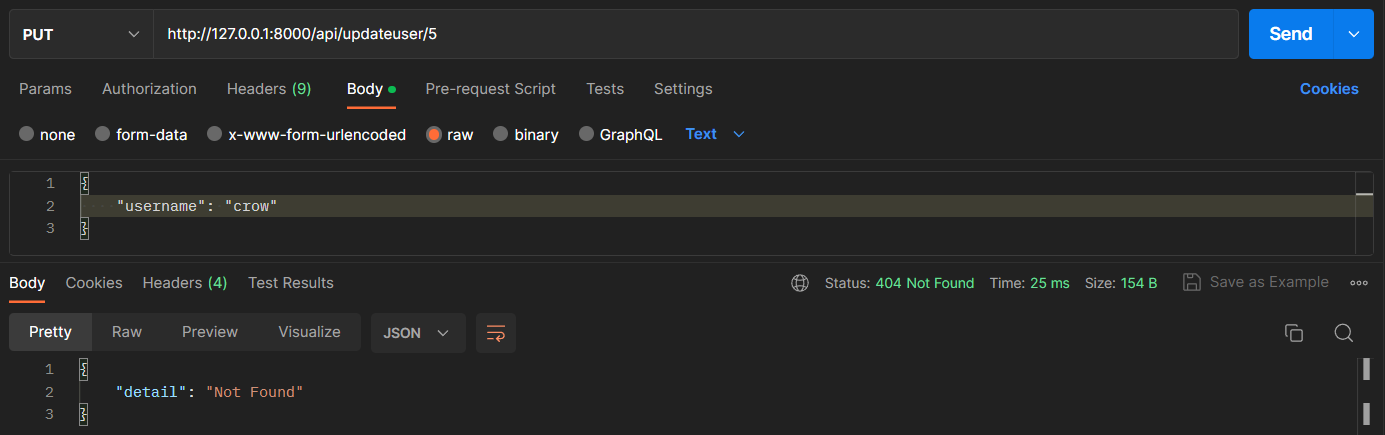 PUT http://127.0.0.1:8000/api/updateuser/5 Send
Params Authorization Headers (9) Body Pre-request Script Tests Settings Cookies
none form-data x-www-form-urlencoded raw binary GraphQL Text
1 {
2 "username": "crow"
3 }
Body Cookies Headers (4) Test Results Status: 404 Not Found Time: 25 ms Size: 154 B Save as Example
Pretty Raw Preview Visualize JSON
1 {
2 "detail": "Not Found"
3 }